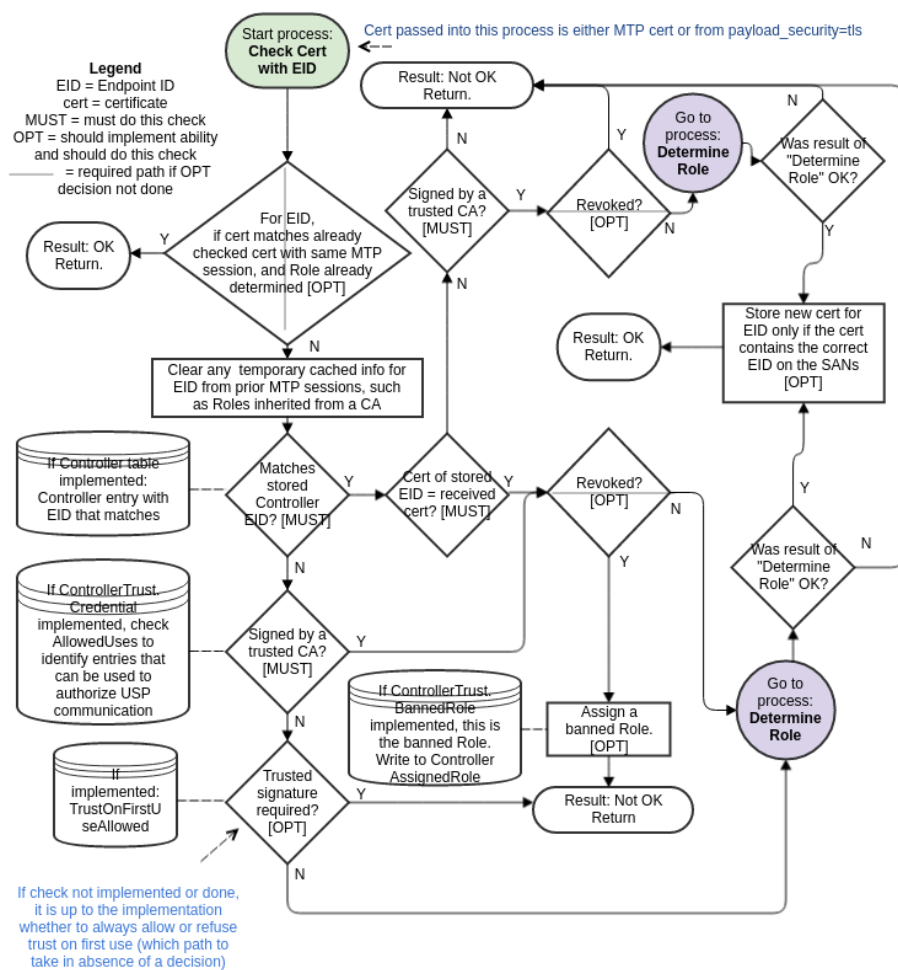 Start process:
Check Cert
with EID
Cert passed into this process is either MTP cert or from payload_security=tls
Legend
EID = Endpoint ID
cert = certificate
MUST = must do this check
OPT = should implement ability
and should do this check
= required path if OPT
decision not done
Result: Not OK
Return.
N
Y
Go to
process:
Determine
Role
N
Was result of
"Determine
Role" OK?
Y
Signed by a
trusted CA?
[MUST]
Y
Revoked?
[OPT]
N
For EID,
if cert matches already
checked cert with same MTP
session, and Role already
determined [OPT]
Y
Result: OK
Return.
N
N
Store new cert for
EID only if the cert
contains the correct
EID on the SANs
[OPT]
Result: OK
Return.
Clear any temporary cached info for
EID from prior MTP sessions, such
as Roles inherited from a CA
If Controller table
implemented:
Controller entry with
EID that matches
Matches
stored
Controller
EID? [MUST]
Y
Cert of stored
EID = received
cert? [MUST]
Y
Revoked?
[OPT]
N
Y
Was result of
"Determine
Role" OK?
N
N
Y
If ControllerTrust.
Credential
implemented, check
AllowedUses to
identify entries that
can be used to
authorize USP
communication
Signed by a
trusted CA?
[MUST]
Y
N
If ControllerTrust.
BannedRole
implemented, this is
the banned Role.
Write to Controller
AssignedRole
Assign a
banned Role.
[OPT]
Go to
process:
Determine
Role
If
implemented:
TrustOnFirstU
seAllowed
Trusted
signature
required?
[OPT]
Y
Result: Not OK
Return
N
If check not implemented or done,
it is up to the implementation
whether to always allow or refuse
trust on first use (which path to
take in absence of a decision)